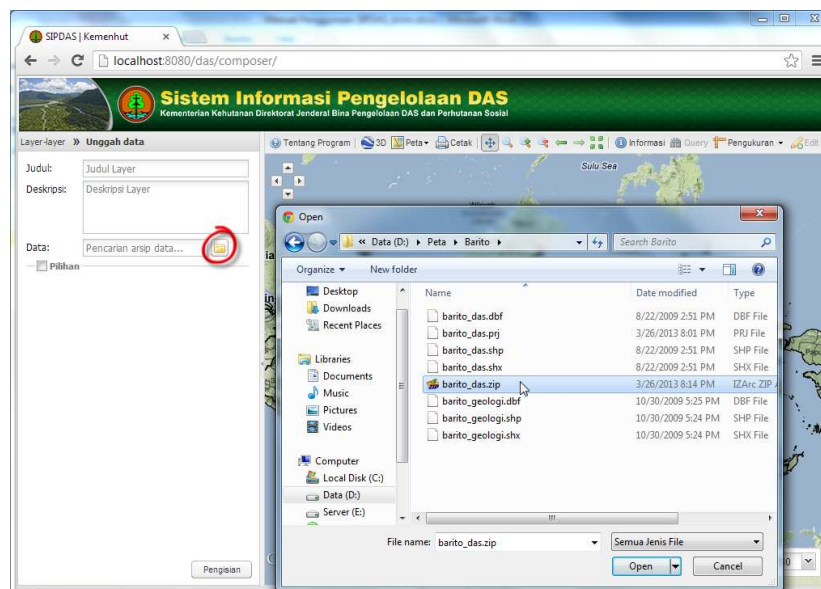 SIPDAS | Kemenhut
localhost:8080/das/composer/
Sistem Informasi Pengelolaan DAS
Kementerian Kehutanan Direktorat Jenderal Bina Pengelolaan DAS dan Perhutanan Sosial
Layer-layer » Unggah data
Tentang Program 3D Peta Cetak Informasi Query Pengukuran Edit
Judul: Judul Layer
Deskripsi: Deskripsi Layer
Data: Pencarian arsip data...
Pilihan
Pengisian
Sulu Sea
Open
« Data (D:) Peta Barito
Search Barito
Organize New folder
Desktop
Downloads
Recent Places
Libraries
Documents
Music
Pictures
Videos
Computer
Local Disk (C:)
Data (D:)
Server (E:)
Name Date modified Type
barito_das.dbf 8/22/2009 2:51 PM DBF File
barito_das.prj 3/26/2013 8:01 PM PRJ File
barito_das.shp 8/22/2009 2:51 PM SHP File
barito_das.shx 8/22/2009 2:51 PM SHX File
barito_das.zip 3/26/2013 8:14 PM IZArc ZIP
barito_geologi.dbf 10/30/2009 5:25 PM DBF File
barito_geologi.shp 10/30/2009 5:24 PM SHP File
barito_geologi.shx 10/30/2009 5:24 PM SHX File
File name: barito_das.zip
Semua Jenis File
Open Cancel